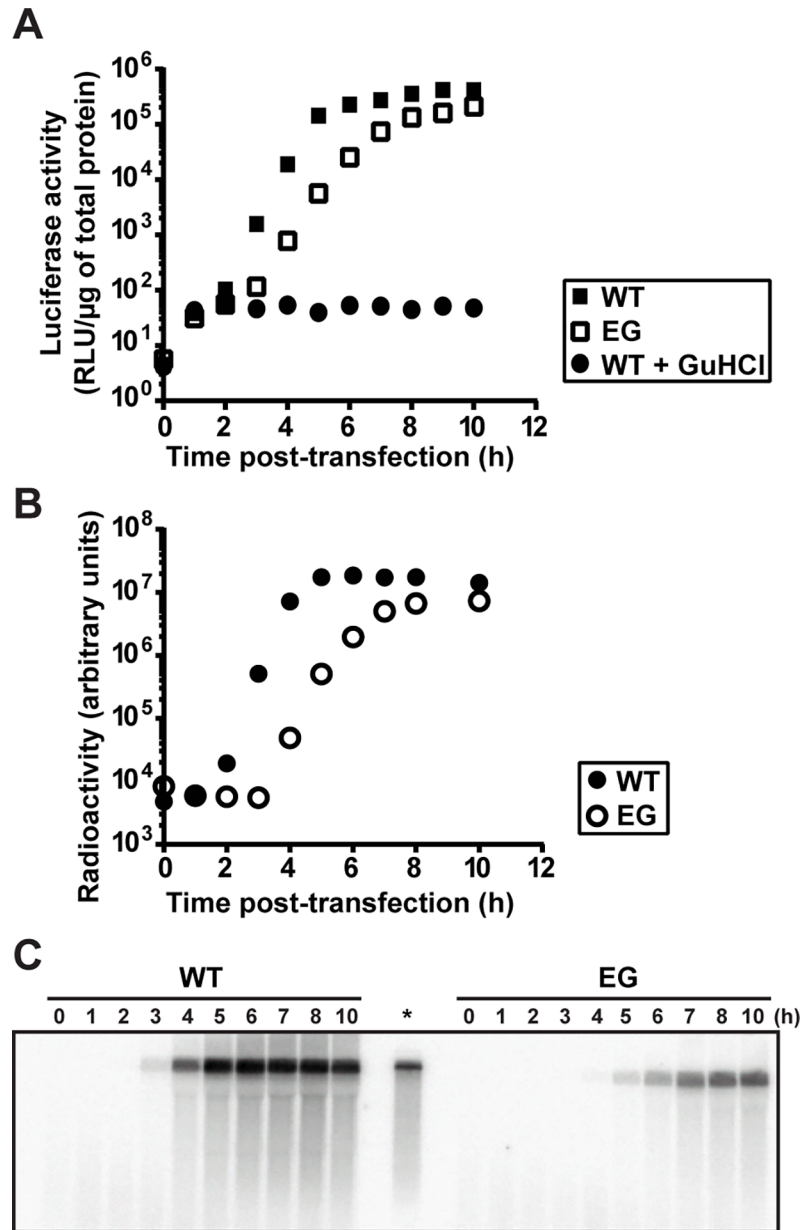 A
Luciferase activity
(RLU/µg of total protein)
10^6
10^5
10^4
10^3
10^2
10^1
10^0
0 2 4 6 8 10 12
Time post-transfection (h)
WT
EG
WT + GuHCl
B
Radioactivity (arbitrary units)
10^8
10^7
10^6
10^5
10^4
10^3
0 2 4 6 8 10 12
Time post-transfection (h)
WT
EG
C
WT EG
0 1 2 3 4 5 6 7 8 10 * 0 1 2 3 4 5 6 7 8 10 (h)